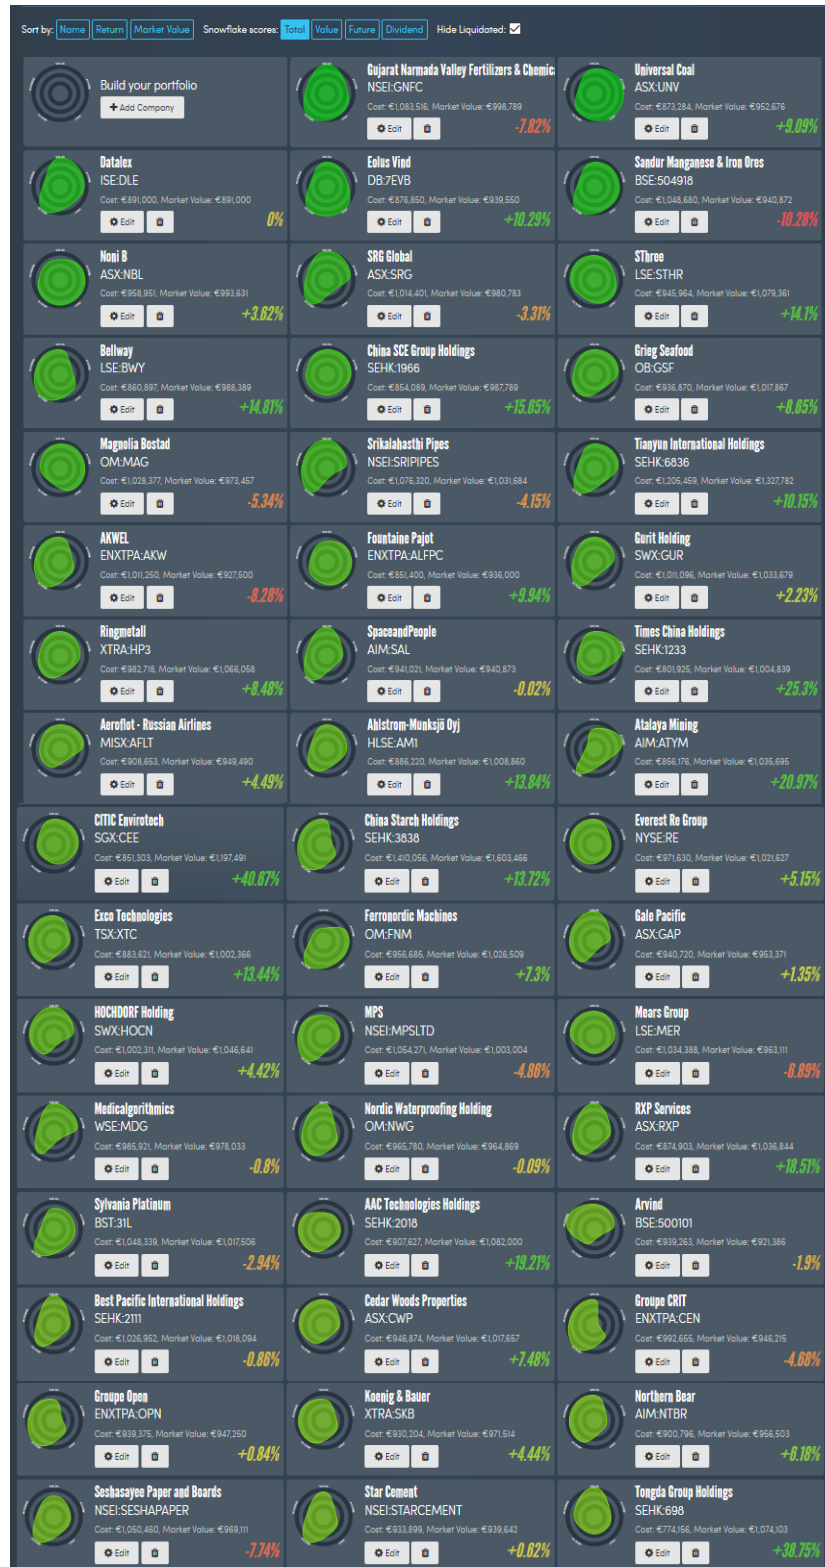 Sort by: Name Return Market Value Snowflake scores: Total Value Future Dividend Hide Liquidated:
Build your portfolio
+ Add Company
Gujarat Narmada Valley Fertilizers & Chemic
NSEI:GNFC
Cost: €1,083,516, Market Value: €998,789
Edit
-7.82%
Universal Coal
ASX:UNV
Cost: €873,284, Market Value: €952,676
Edit
+9.09%
Datalex
ISE:DLE
Cost: €891,000, Market Value: €891,000
Edit
0%
Eolus Vind
DB:7EVB
Cost: €876,850, Market Value: €939,550
Edit
+10.29%
Sandur Manganese & Iron Ores
BSE:504918
Cost: €1,048,680, Market Value: €940,872
Edit
-10.28%
Noni B
ASX:NBL
Cost: €958,951, Market Value: €993,631
Edit
+3.62%
SRG Global
ASX:SRG
Cost: €1,014,401, Market Value: €980,783
Edit
-3.31%
SThree
LSE:STHR
Cost: €945,964, Market Value: €1,079,361
Edit
+14.1%
Bellway
LSE:BWY
Cost: €860,897, Market Value: €988,389
Edit
+14.81%
China SCE Group Holdings
SEHK:1966
Cost: €854,089, Market Value: €987,789
Edit
+15.65%
Grieg Seafood
OB:GSF
Cost: €936,870, Market Value: €1,017,867
Edit
+8.65%
Magnolia Bostad
OM:MAG
Cost: €1,028,377, Market Value: €973,457
Edit
-5.34%
Srikalahasthi Pipes
NSEI:SRIPIPES
Cost: €1,076,320, Market Value: €1,031,684
Edit
-4.15%
Tianyun International Holdings
SEHK:6836
Cost: €1,205,459, Market Value: €1,327,782
Edit
+10.15%
AKWEL
ENXTPA:AKW
Cost: €1,011,250, Market Value: €927,500
Edit
-8.28%
Fountaine Pajot
ENXTPA:ALFPC
Cost: €851,400, Market Value: €936,000
Edit
+9.94%
Gurit Holding
SWX:GUR
Cost: €1,011,096, Market Value: €1,033,679
Edit
+2.23%
Ringmetall
XTRA:HP3
Cost: €982,718, Market Value: €1,066,058
Edit
+8.48%
SpaceandPeople
AIM:SAL
Cost: €941,021, Market Value: €940,873
Edit
-0.02%
Times China Holdings
SEHK:1233
Cost: €801,925, Market Value: €1,004,839
Edit
+25.3%
Aeroflot - Russian Airlines
MISX:AFLT
Cost: €908,653, Market Value: €949,490
Edit
+4.49%
Ahlstrom-Munksjö Oyj
HLSE:AM1
Cost: €886,220, Market Value: €1,008,860
Edit
+13.84%
Atalaya Mining
AIM:ATYM
Cost: €856,176, Market Value: €1,035,695
Edit
+20.97%
CITIC Envirotech
SGX:CEE
Cost: €851,303, Market Value: €1,197,491
Edit
+40.67%
China Starch Holdings
SEHK:3838
Cost: €1,410,056, Market Value: €1,603,466
Edit
+13.72%
Everest Re Group
NYSE:RE
Cost: €971,630, Market Value: €1,021,627
Edit
+5.15%
Exco Technologies
TSX:XTC
Cost: €883,621, Market Value: €1,002,366
Edit
+13.44%
Ferronordic Machines
OM:FNM
Cost: €956,685, Market Value: €1,026,509
Edit
+7.3%
Gale Pacific
ASX:GAP
Cost: €940,720, Market Value: €953,371
Edit
+1.35%
HOCHDORF Holding
SWX:HOCN
Cost: €1,002,311, Market Value: €1,046,641
Edit
+4.42%
MPS
NSEI:MPSLTD
Cost: €1,054,271, Market Value: €1,003,004
Edit
-4.86%
Mears Group
LSE:MER
Cost: €1,034,388, Market Value: €963,111
Edit
-6.89%
Medicalgorithmics
WSE:MDG
Cost: €985,921, Market Value: €978,033
Edit
-0.8%
Nordic Waterproofing Holding
OM:NWG
Cost: €965,780, Market Value: €964,869
Edit
-0.09%
RXP Services
ASX:RXP
Cost: €874,903, Market Value: €1,036,844
Edit
+18.51%
Sylvania Platinum
BST:31L
Cost: €1,048,339, Market Value: €1,017,506
Edit
-2.94%
AAC Technologies Holdings
SEHK:2018
Cost: €907,627, Market Value: €1,082,000
Edit
+19.21%
Arvind
BSE:500101
Cost: €939,263, Market Value: €921,386
Edit
-1.9%
Best Pacific International Holdings
SEHK:2111
Cost: €1,026,952, Market Value: €1,018,094
Edit
-0.86%
Cedar Woods Properties
ASX:CWP
Cost: €946,874, Market Value: €1,017,657
Edit
+7.48%
Groupe CRIT
ENXTPA:CEN
Cost: €992,655, Market Value: €946,215
Edit
-4.68%
Groupe Open
ENXTPA:OPN
Cost: €939,375, Market Value: €947,250
Edit
+0.84%
Koenig & Bauer
XTRA:SKB
Cost: €930,204, Market Value: €971,514
Edit
+4.44%
Northern Bear
AIM:NTBR
Cost: €900,796, Market Value: €956,503
Edit
+6.18%
Seshasayee Paper and Boards
NSEI:SESHAPAPER
Cost: €1,050,460, Market Value: €969,111
Edit
-7.74%
Star Cement
NSEI:STARCEMENT
Cost: €933,899, Market Value: €939,642
Edit
+0.62%
Tongda Group Holdings
SEHK:698
Cost: €774,156, Market Value: €1,074,103
Edit
+38.75%